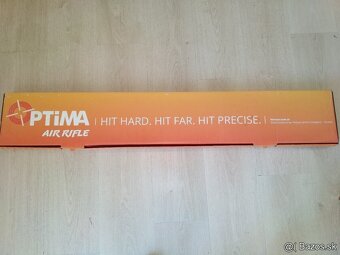 OPTiMA
AIR RIFLE
HIT HARD. HIT FAR. HIT PRECISE.
© Bazos.sk